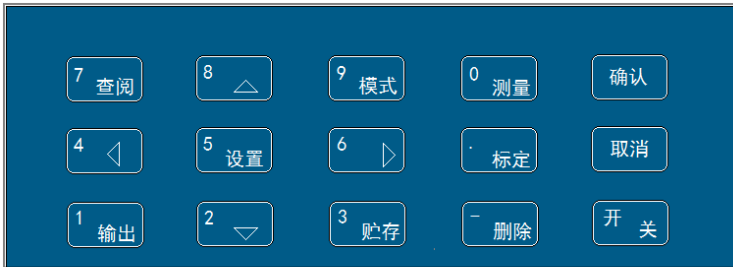 7 查阅 8 △ 9 模式 0 测量 确认
4 ◁ 5 设置 6 ▷ . 标定 取消
1 输出 2 ▽ 3 贮存 - 删除 开 关